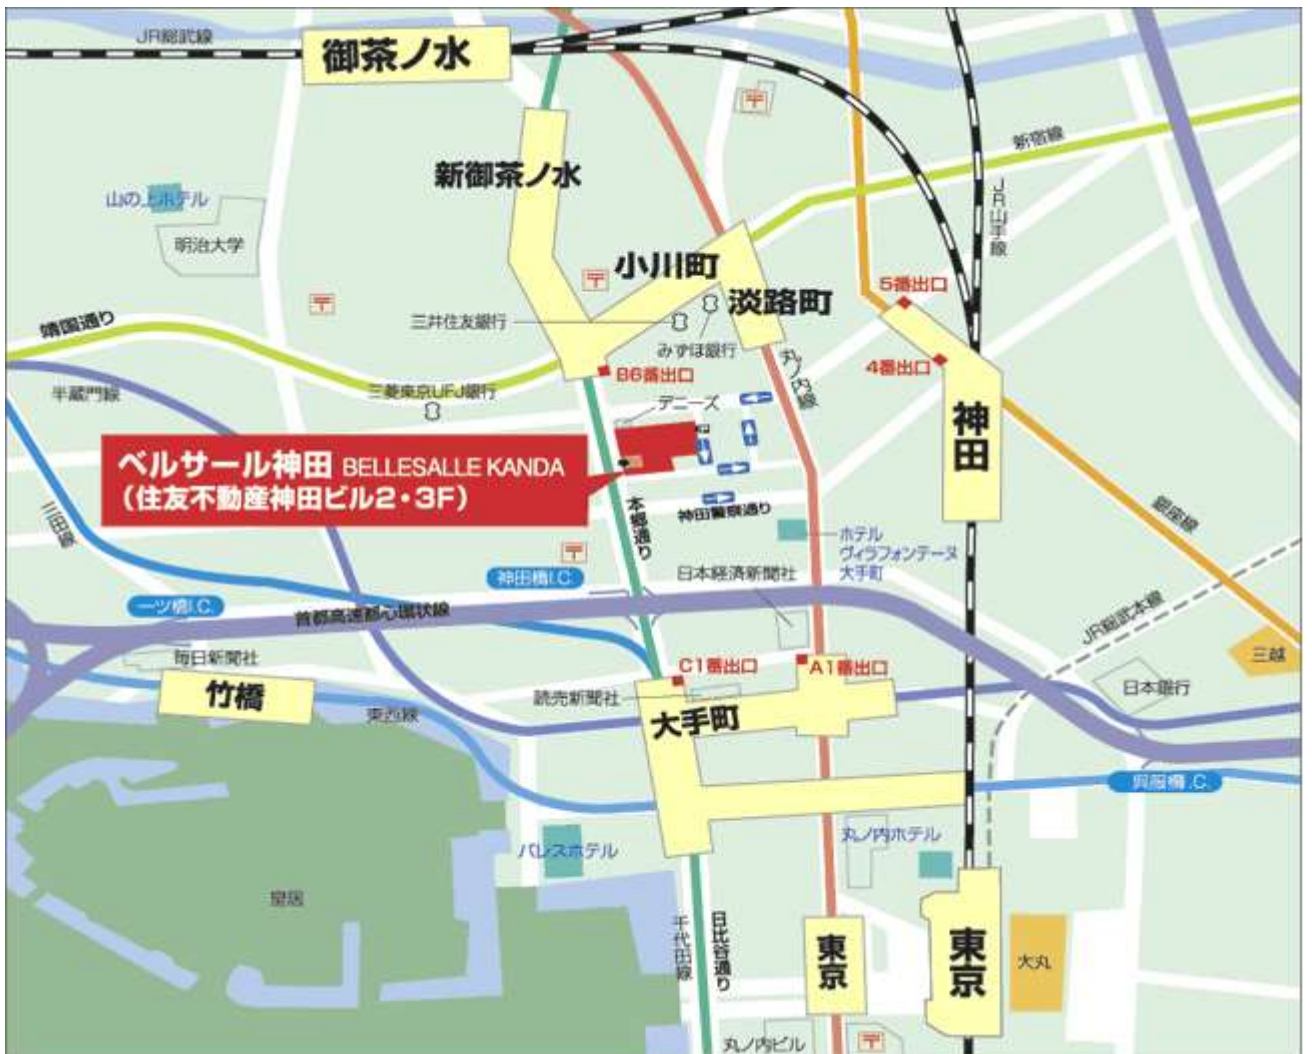 JR総武線
御茶ノ水
新宿線
新御茶ノ水
JR山手線
山の上ホテル
明治大学
小川町
淡路町
5番出口
靖国通り
三井住友銀行
みずほ銀行
丸ノ内線
4番出口
半蔵門線
三菱東京UFJ銀行
B6番出口
デニーズ
神田
ベルサール神田 BELLESALLE KANDA
(住友不動産神田ビル2・3F)
三田線
本郷通り
神田警察通り
銀座線
ホテル
ヴィラフォンテーヌ
大手町
神田橋I.C.
日本経済新聞社
一ツ橋I.C.
首都高速都心環状線
JR総武本線
三越
毎日新聞社
C1番出口
A1番出口
竹橋
読売新聞社
日本銀行
東西線
大手町
呉服橋I.C.
パレスホテル
丸ノ内ホテル
皇居
千代田線
日比谷通り
東京
東京
大丸
丸ノ内ビル